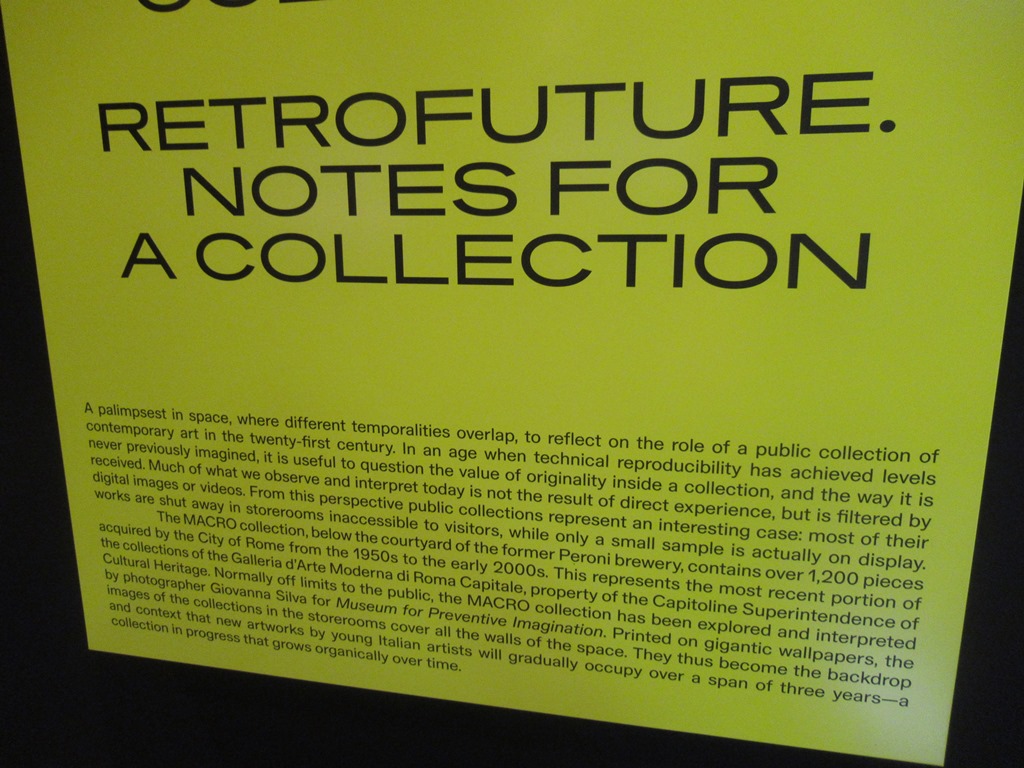 RETROFUTURE.
NOTES FOR
A COLLECTION
A palimpsest in space, where different temporalities overlap, to reflect on the role of a public collection of
contemporary art in the twenty-first century. In an age when technical reproducibility has achieved levels
never previously imagined, it is useful to question the value of originality inside a collection, and the way it is
received. Much of what we observe and interpret today is not the result of direct experience, but is filtered by
digital images or videos. From this perspective public collections represent an interesting case: most of their
works are shut away in storerooms inaccessible to visitors, while only a small sample is actually on display.
The MACRO collection, below the courtyard of the former Peroni brewery, contains over 1,200 pieces
acquired by the City of Rome from the 1950s to the early 2000s. This represents the most recent portion of
the collections of the Galleria d'Arte Moderna di Roma Capitale, property of the Capitoline Superintendence of
Cultural Heritage. Normally off limits to the public, the MACRO collection has been explored and interpreted
by photographer Giovanna Silva for Museum for Preventive Imagination. Printed on gigantic wallpapers, the
images of the collections in the storerooms cover all the walls of the space. They thus become the backdrop
and context that new artworks by young Italian artists will gradually occupy over a span of three years—a
collection in progress that grows organically over time.